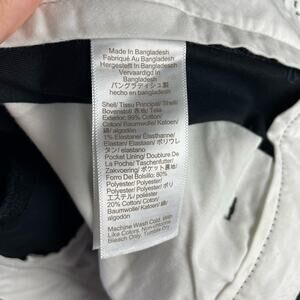 Made In Bangladesh
Fabriqué Au Bangladesh
Hergestellt In Bangladesh
Vervaardigd In
Bangladesh
バングラディシュ製
hecho en bangladesh
Shell/ Tissu Principal/ Shell/
Bovenstof/ 表地/ Tela
Exterior: 99% Cotton/
Coton/ Baumwolle/ Katoen/ 綿/
algodón
1% Elastane/ Élasthanne/
Elastan/ Elastaan/ ポリウレ
タン/ elastano
Pocket Lining/ Doublure De
La Poche/ Taschenfutter/
Zakvoering/ ポケット裏地/
Forro Del Bolsillo: 80%
Polyester/ Polyester/
Polyester/ Polyester/ ポリ
エステル/ poliéster
20% Cotton/ Coton/
Baumwolle/ Katoen/ 綿/
algodón
Machine Wash Cold, With
Like Colors, Non-chlorine
Bleach Only, Tumble Dry